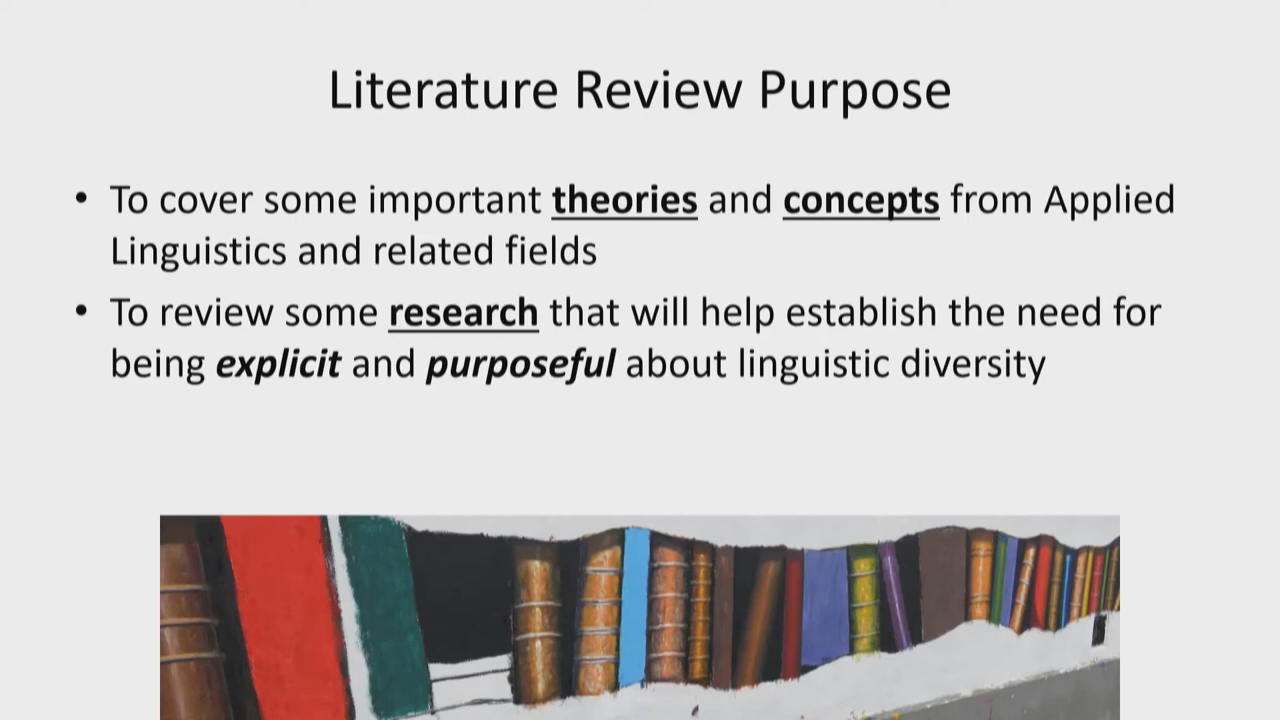 Literature Review Purpose
• To cover some important theories and concepts from Applied
Linguistics and related fields
• To review some research that will help establish the need for
being explicit and purposeful about linguistic diversity